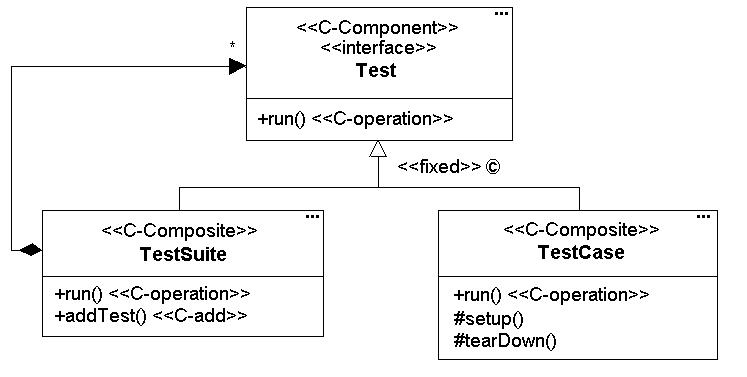 <<C-Component>>
<<interface>>
Test
*
+run() <<C-operation>>
<<fixed>> ©
<<C-Composite>>
TestSuite
+run() <<C-operation>>
+addTest() <<C-add>>
<<C-Composite>>
TestCase
+run() <<C-operation>>
#setup()
#tearDown()